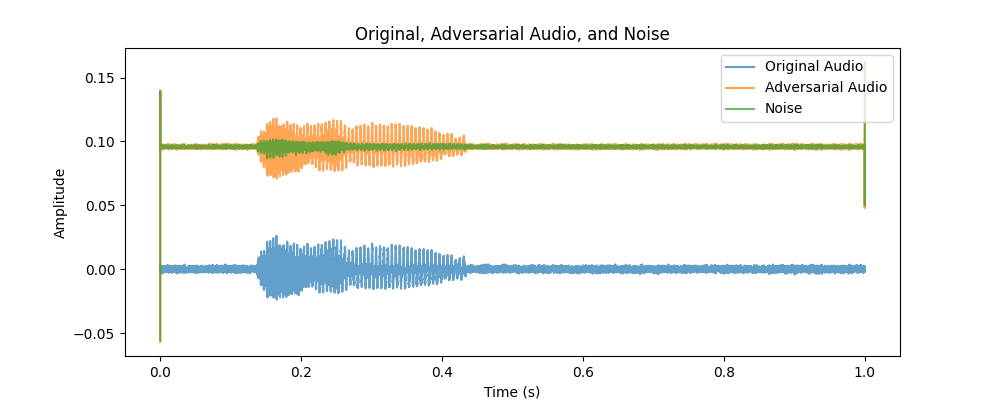 Original, Adversarial Audio, and Noise
Original Audio
Adversarial Audio
Noise
0.15
0.10
0.05
0.00
−0.05
Amplitude
0.0 0.2 0.4 0.6 0.8 1.0
Time (s)